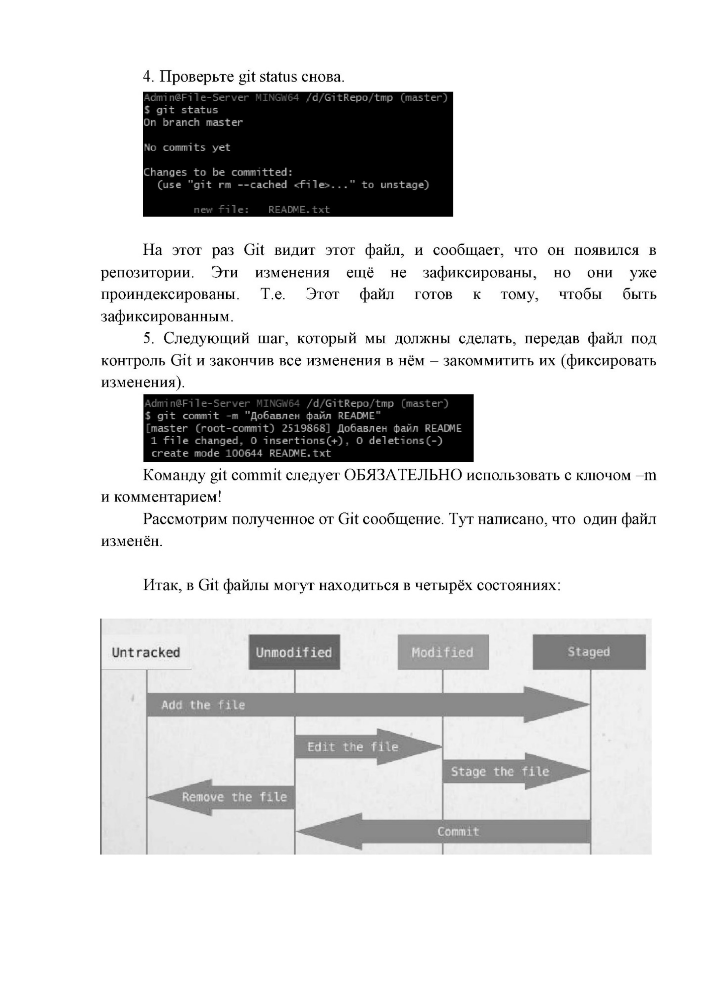 4. Проверьте git status снова.
Admin@File-Server MINGW64 /d/GitRepo/tmp (master)
$ git status
On branch master
No commits yet
Changes to be committed:
(use "git rm --cached <file>..." to unstage)
new file: README.txt
На этот раз Git видит этот файл, и сообщает, что он появился в
репозитории. Эти изменения ещё не зафиксированы, но они уже
проиндексированы. Т.е. Этот файл готов к тому, чтобы быть
зафиксированным.
5. Следующий шаг, который мы должны сделать, передав файл под
контроль Git и закончив все изменения в нём – закоммитить их (фиксировать
изменения).
Admin@File-Server MINGW64 /d/GitRepo/tmp (master)
$ git commit -m "Добавлен файл README"
[master (root-commit) 2519868] Добавлен файл README
1 file changed, 0 insertions(+), 0 deletions(-)
create mode 100644 README.txt
Команду git commit следует ОБЯЗАТЕЛЬНО использовать с ключом –m
и комментарием!
Рассмотрим полученное от Git сообщение. Тут написано, что один файл
изменён.
Итак, в Git файлы могут находиться в четырёх состояниях:
Untracked Unmodified Modified Staged
Add the file
Edit the file
Stage the file
Remove the file
Commit